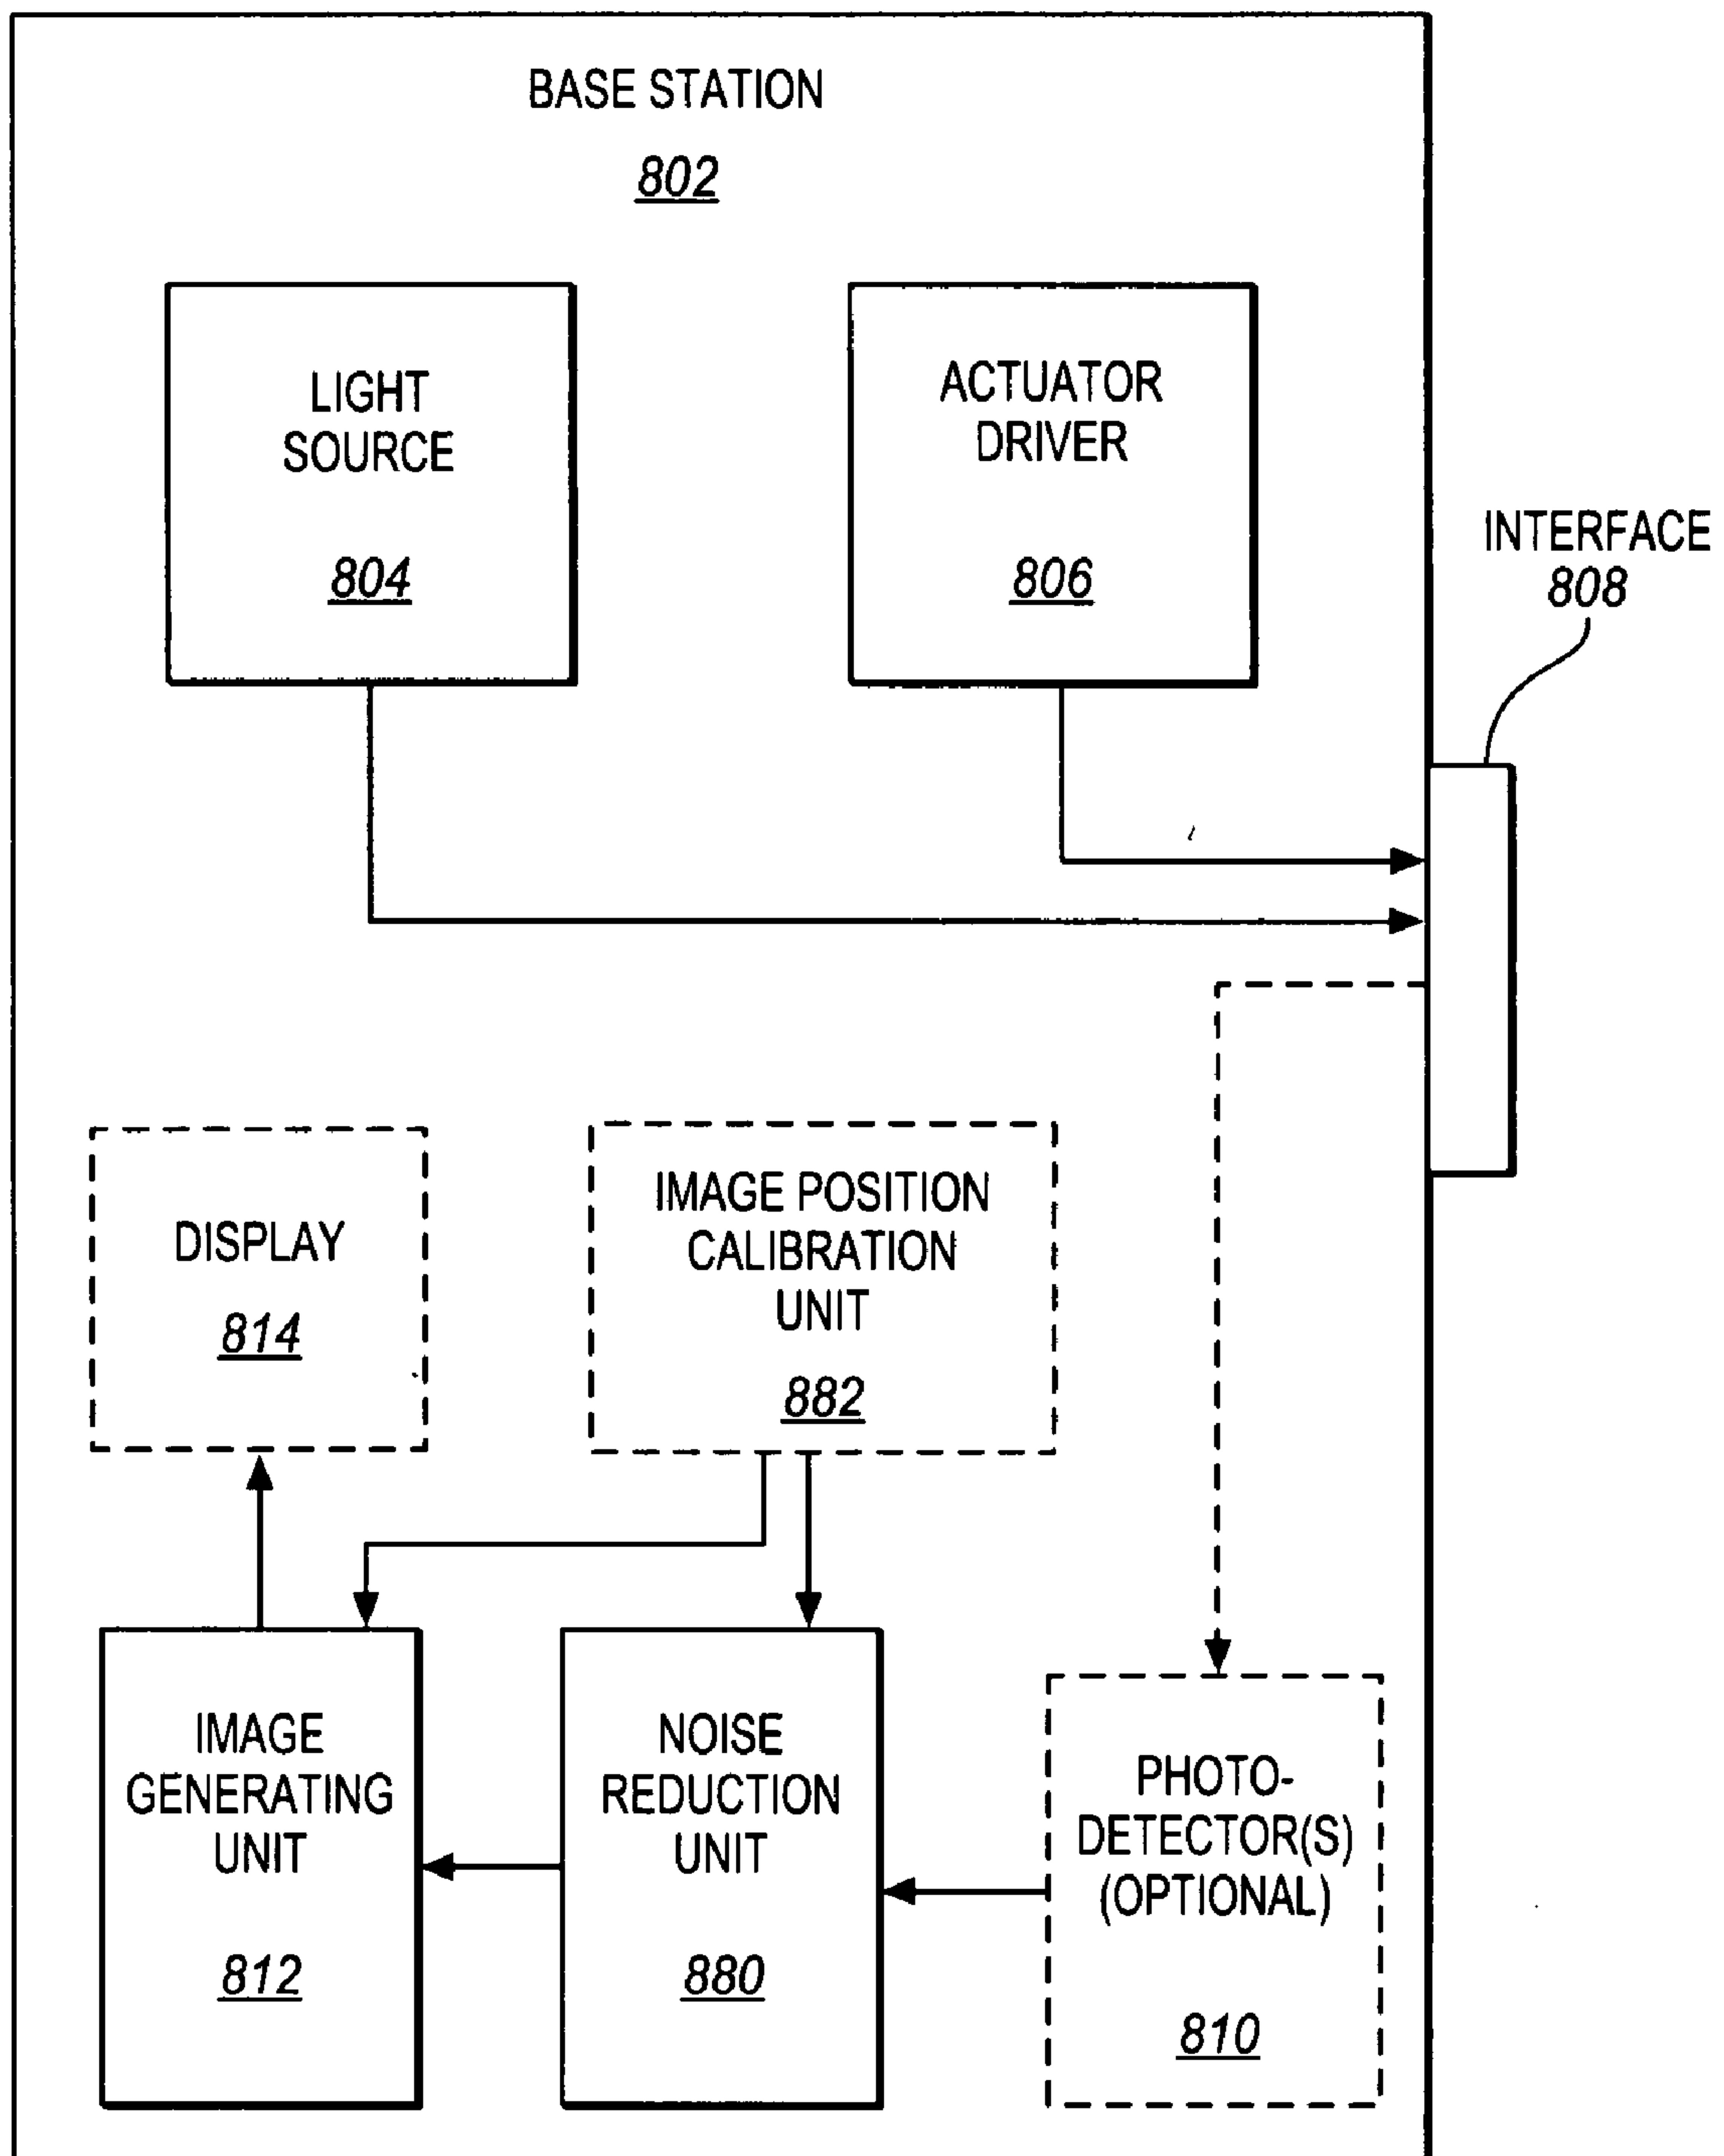 BASE STATION
802
LIGHT
SOURCE
804
ACTUATOR
DRIVER
806
INTERFACE
808
DISPLAY
814
IMAGE POSITION
CALIBRATION
UNIT
882
IMAGE
GENERATING
UNIT
812
NOISE
REDUCTION
UNIT
880
PHOTO-
DETECTOR(S)
(OPTIONAL)
810